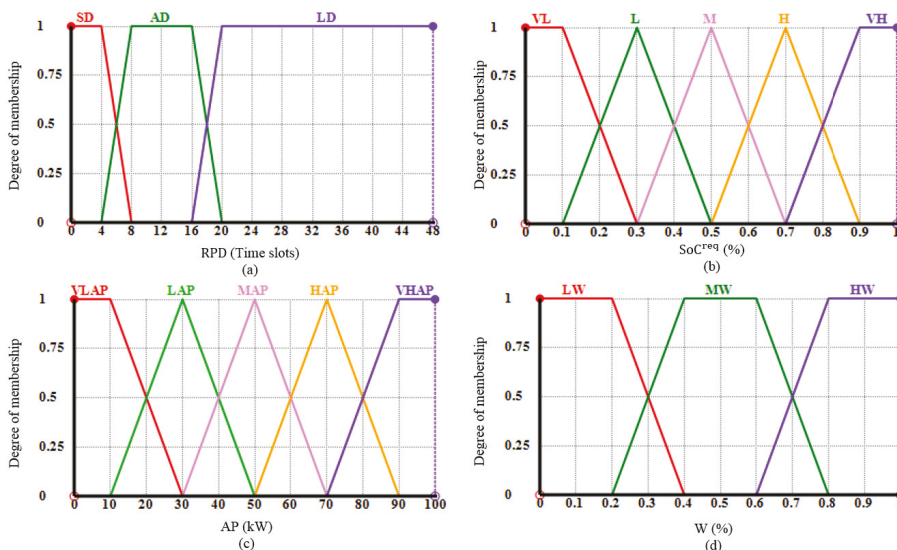 SD AD LD
1
0.75
0.5
0.25
0
Degree of membership
0 4 8 12 16 20 24 28 32 36 40 44 48
RPD (Time slots)
(a)
VL L M H VH
1
0.75
0.5
0.25
0
Degree of membership
0 0.1 0.2 0.3 0.4 0.5 0.6 0.7 0.8 0.9 1
SoC^req (%)
(b)
VLAP LAP MAP HAP VHAP
1
0.75
0.5
0.25
0
Degree of membership
0 10 20 30 40 50 60 70 80 90 100
AP (kW)
(c)
LW MW HW
1
0.75
0.5
0.25
0
Degree of membership
0 0.1 0.2 0.3 0.4 0.5 0.6 0.7 0.8 0.9 1
W (%)
(d)